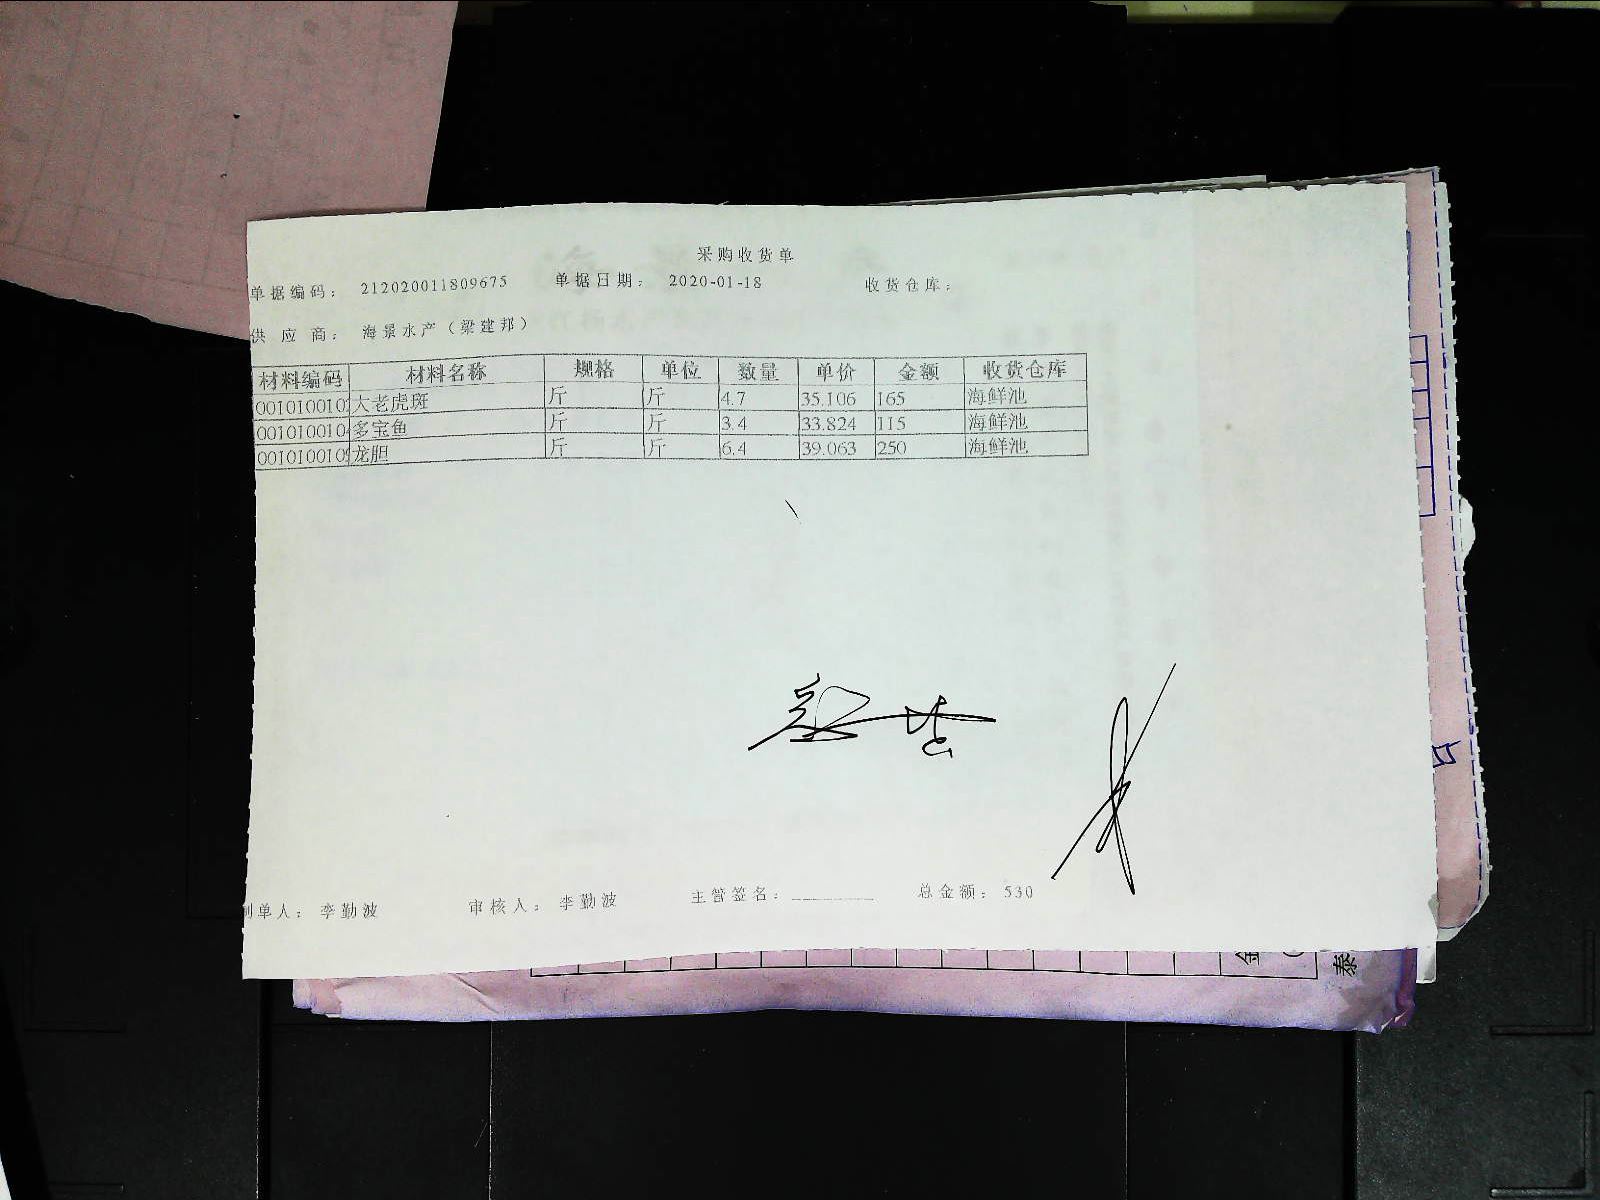 采购收货单
单据编码： 212020011809675 单据日期： 2020-01-18 收货仓库：
供 应 商： 海景水产（梁建邦）
材料编码 材料名称 规格 单位 数量 单价 金额 收货仓库
001010010 大老虎斑 斤 斤 4.7 35.106 165 海鲜池
001010010 多宝鱼 斤 斤 3.4 33.824 115 海鲜池
001010010 龙胆 斤 斤 6.4 39.063 250 海鲜池
制单人： 李勤波 审核人： 李勤波 主管签名： 总金额： 530
金
泰